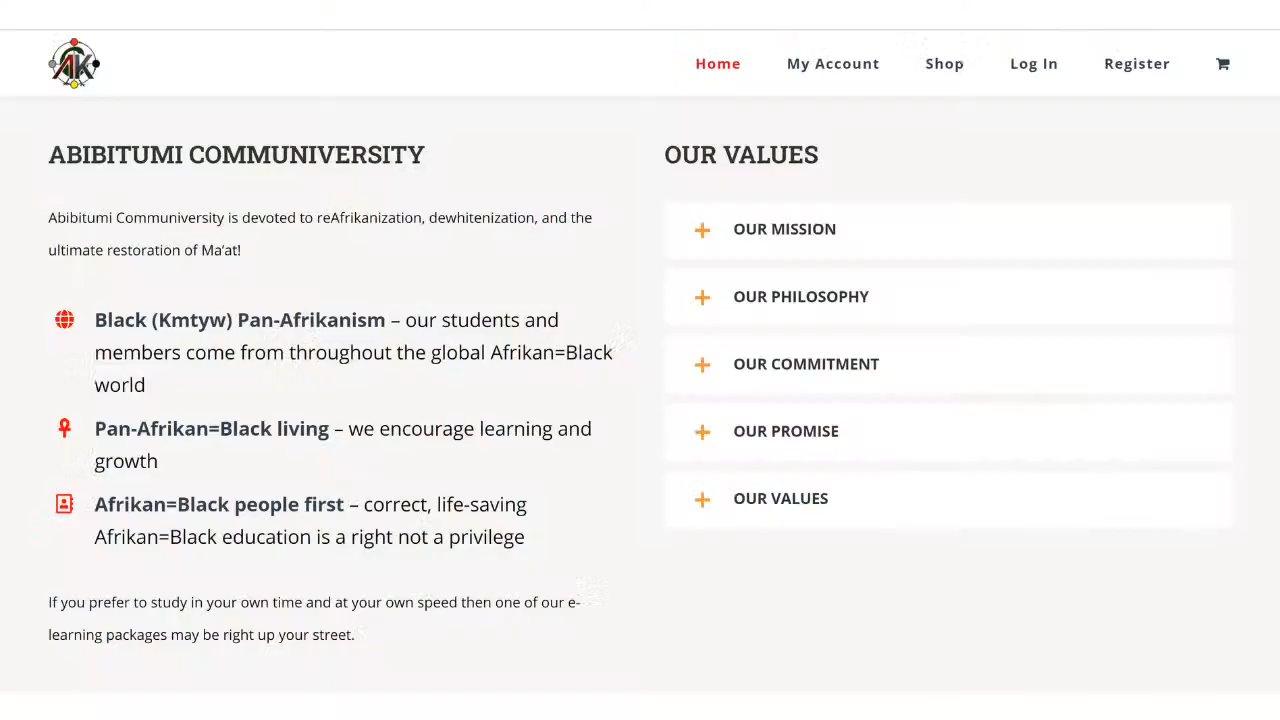 AK
Home
My Account
Shop
Log In
Register
ABIBITUMI COMMUNIVERSITY
Abibitumi Communiversity is devoted to reAfrikanization, dewhitenization, and the
ultimate restoration of Ma’at!
Black (Kmtyw) Pan-Afrikanism – our students and
members come from throughout the global Afrikan=Black
world
Pan-Afrikan=Black living – we encourage learning and
growth
Afrikan=Black people first – correct, life-saving
Afrikan=Black education is a right not a privilege
If you prefer to study in your own time and at your own speed then one of our e-
learning packages may be right up your street.
OUR VALUES
OUR MISSION
OUR PHILOSOPHY
OUR COMMITMENT
OUR PROMISE
OUR VALUES